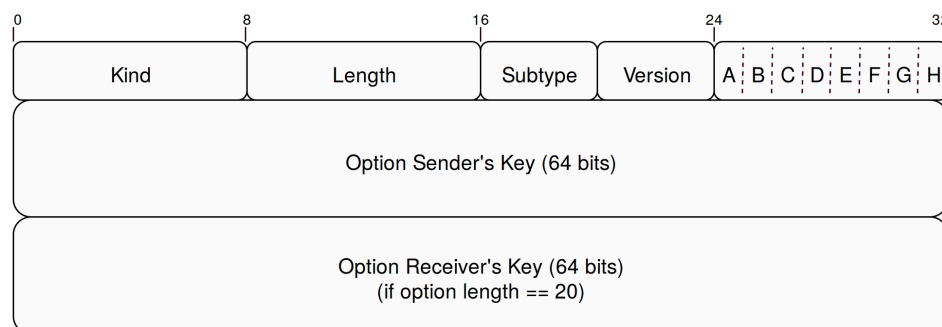 0 8 16 24
Kind Length Subtype Version A B C D E F G H
Option Sender's Key (64 bits)
Option Receiver's Key (64 bits)
(if option length == 20)